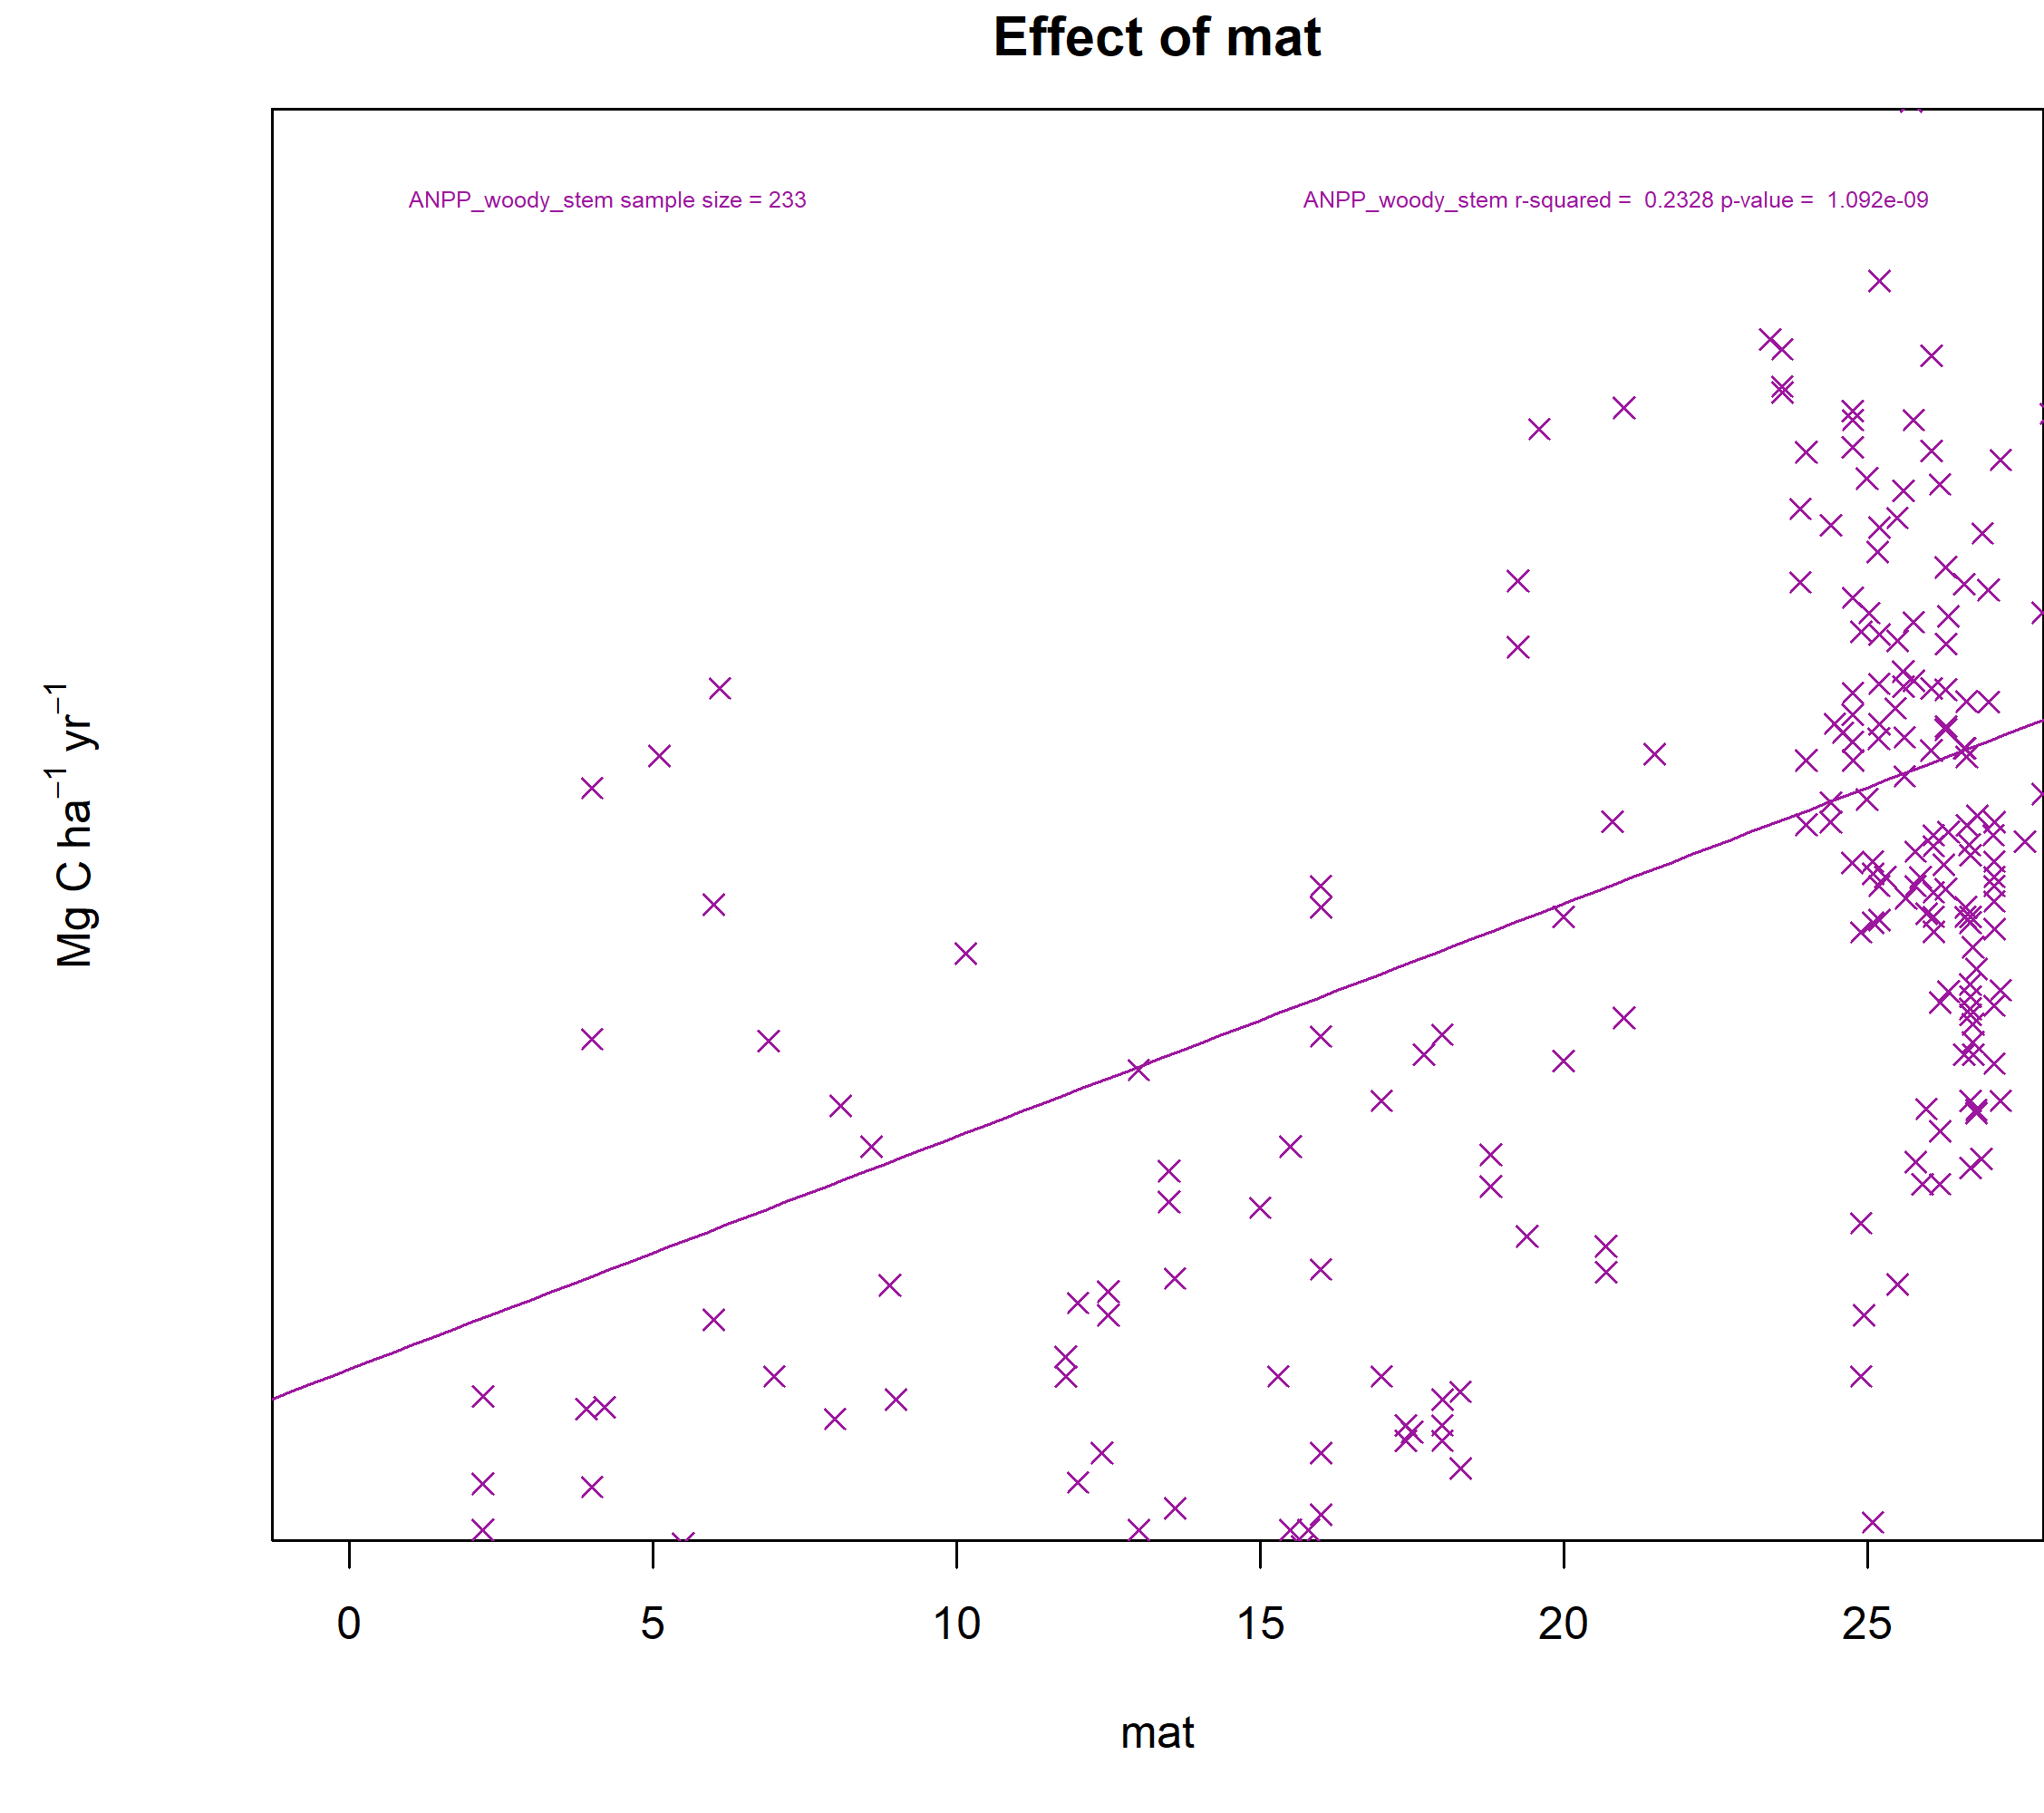 Effect of mat
ANPP_woody_stem sample size = 233
ANPP_woody_stem r-squared =  0.2328 p-value =  1.092e-09
Mg C ha⁻¹ yr⁻¹
0 5 10 15 20 25
mat